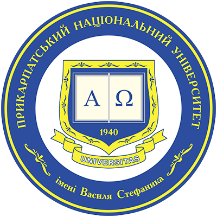 ПРИКАРПАТСЬКИЙ НАЦІОНАЛЬНИЙ УНІВЕРСИТЕТ
Α Ω
1940
UNIVERSITAS
імені Василя Стефаника